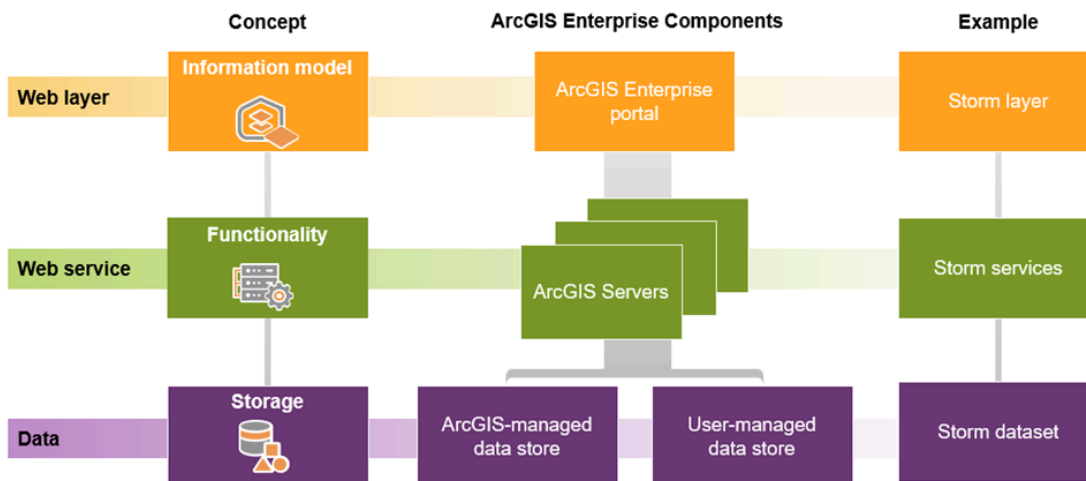 Concept
ArcGIS Enterprise Components
Example
Web layer
Information model
ArcGIS Enterprise
portal
Storm layer
Web service
Functionality
ArcGIS Servers
Storm services
Data
Storage
ArcGIS-managed
data store
User-managed
data store
Storm dataset